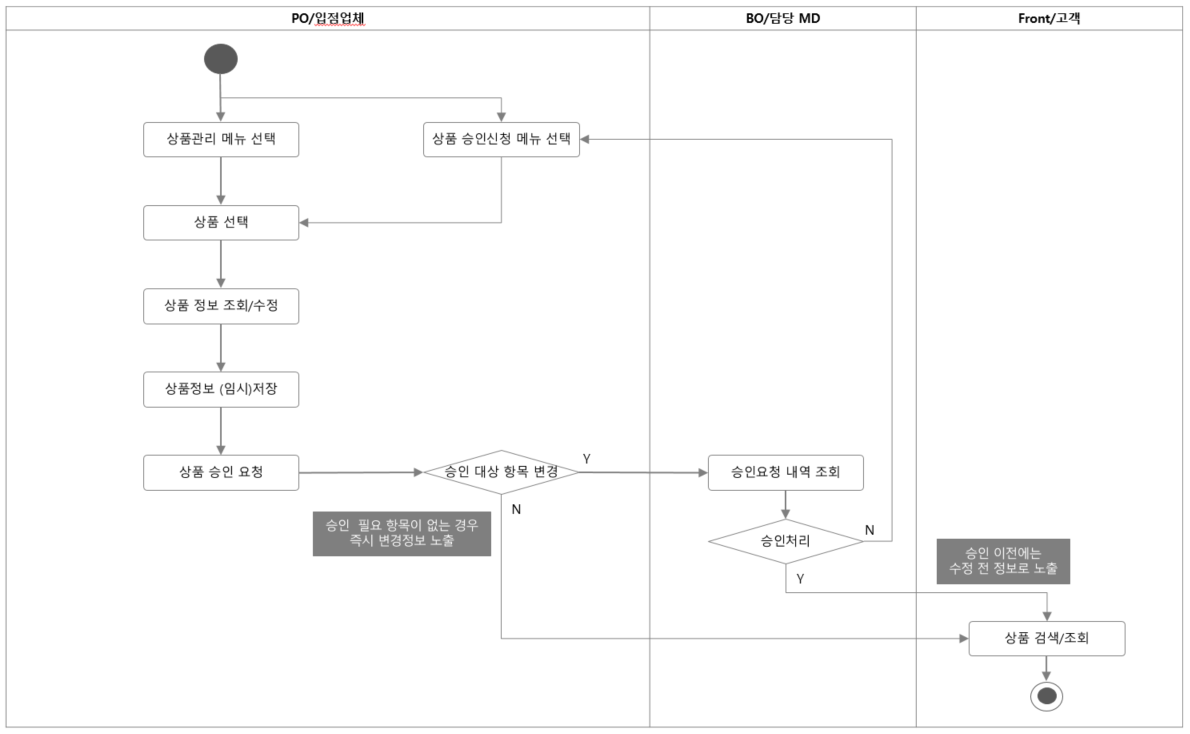 PO/입점업체
BO/담당 MD
Front/고객
상품관리 메뉴 선택
상품 승인신청 메뉴 선택
상품 선택
상품 정보 조회/수정
상품정보 (임시)저장
상품 승인 요청
승인 대상 항목 변경
Y
N
승인  필요 항목이 없는 경우
즉시 변경정보 노출
승인요청 내역 조회
승인처리
N
Y
승인 이전에는
수정 전 정보로 노출
상품 검색/조회